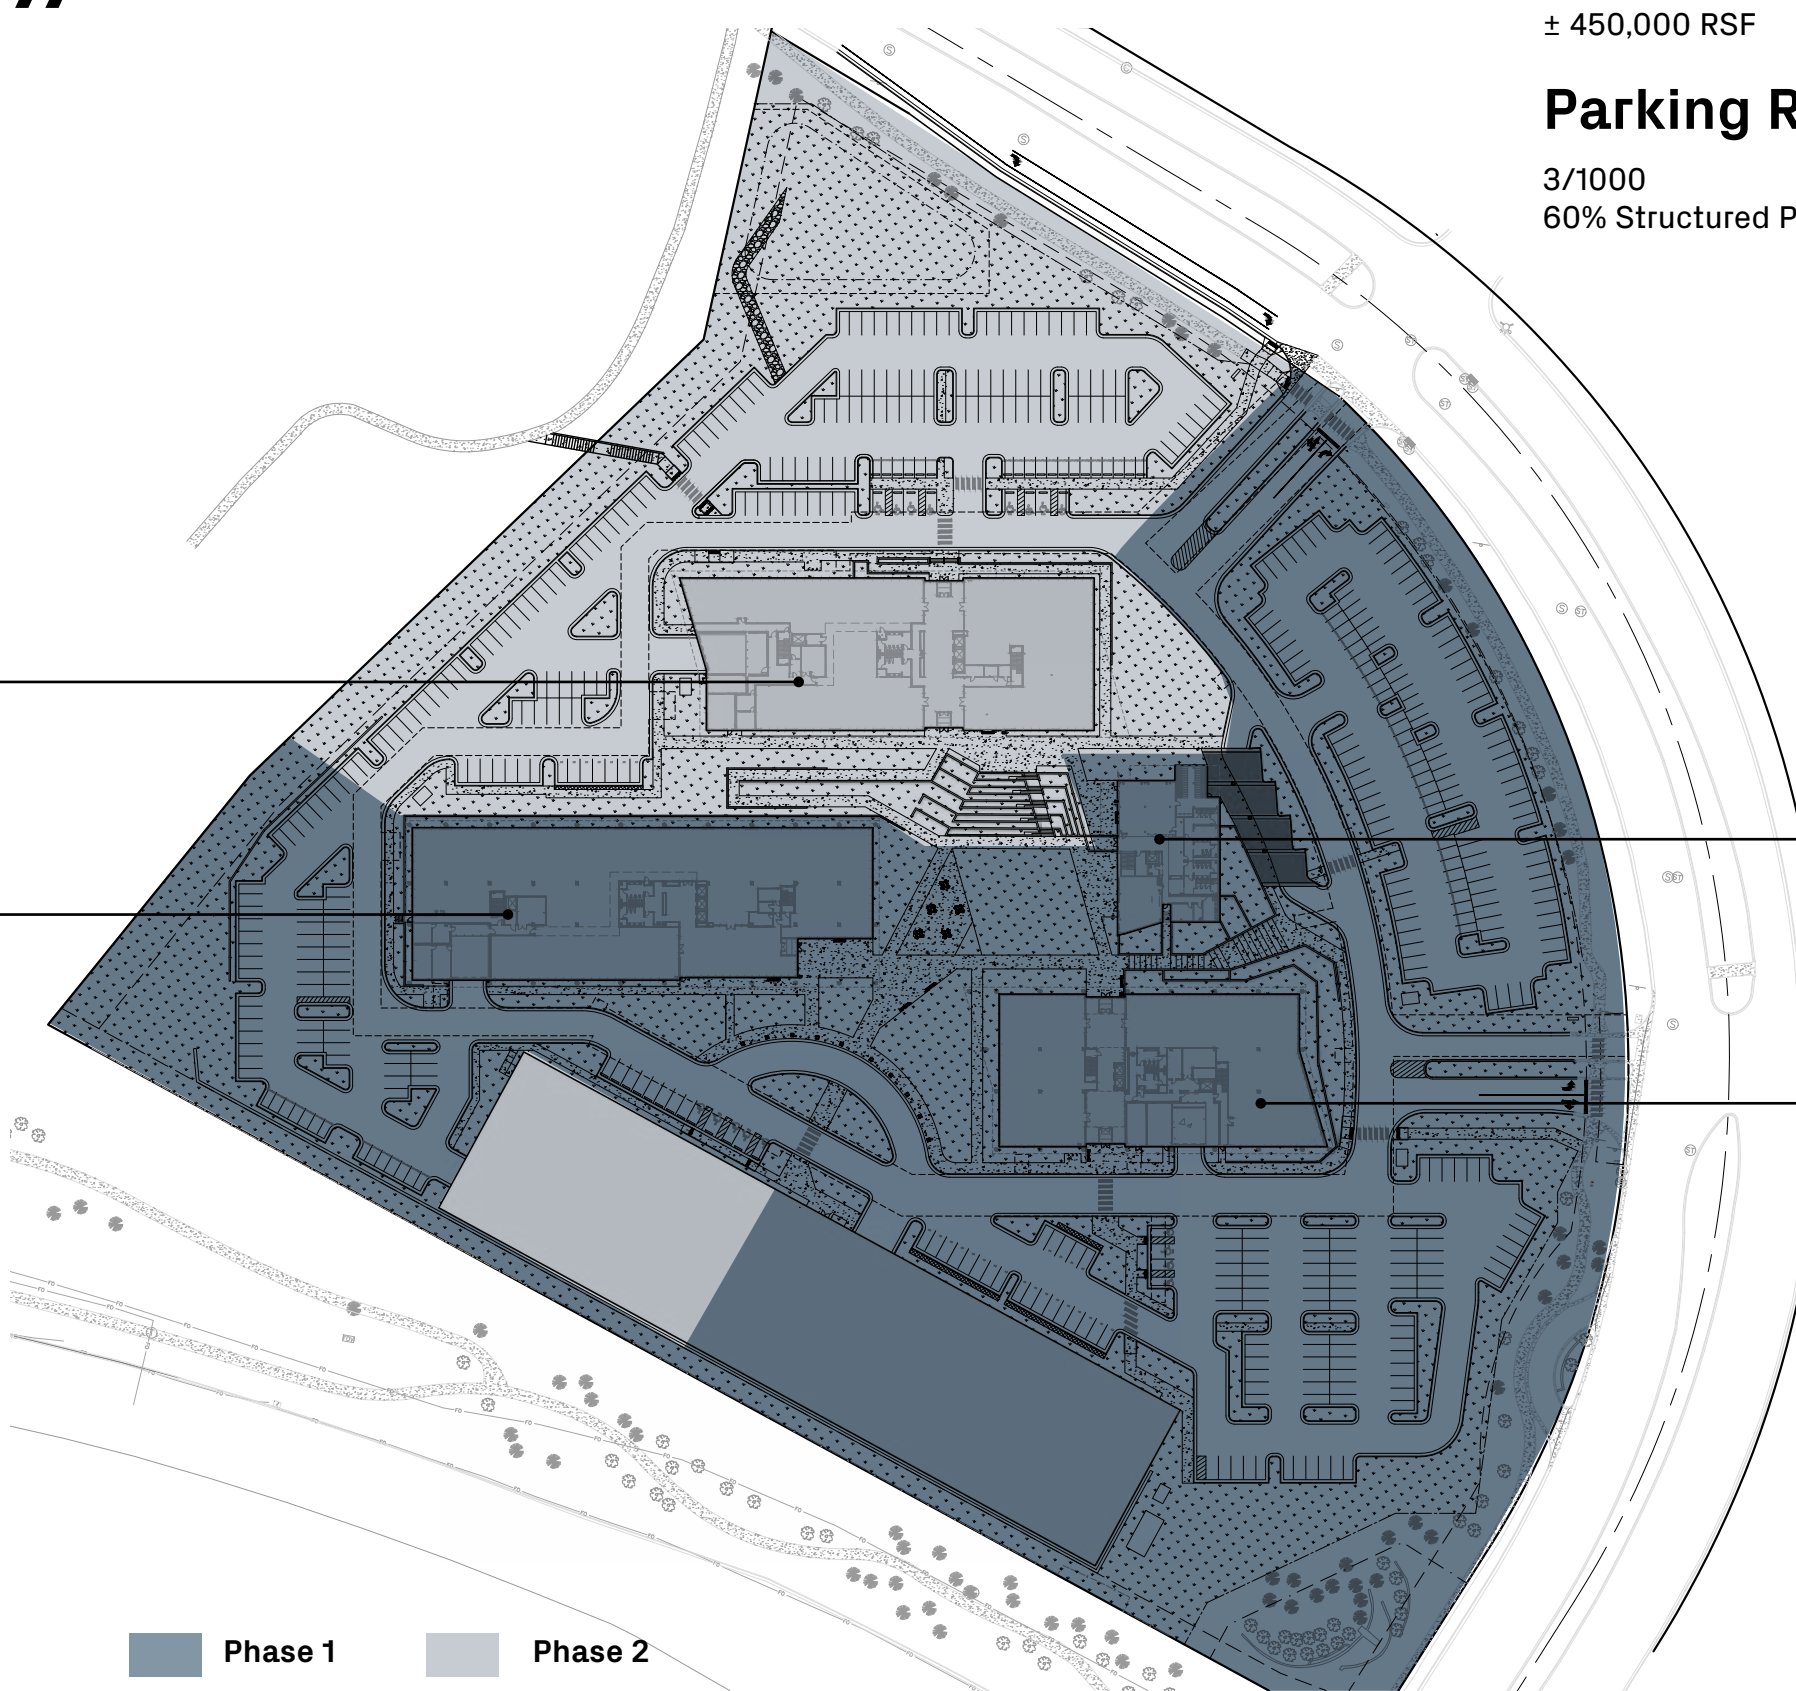 ± 450,000 RSF
Parking R
3/1000
60% Structured P
Phase 1
Phase 2